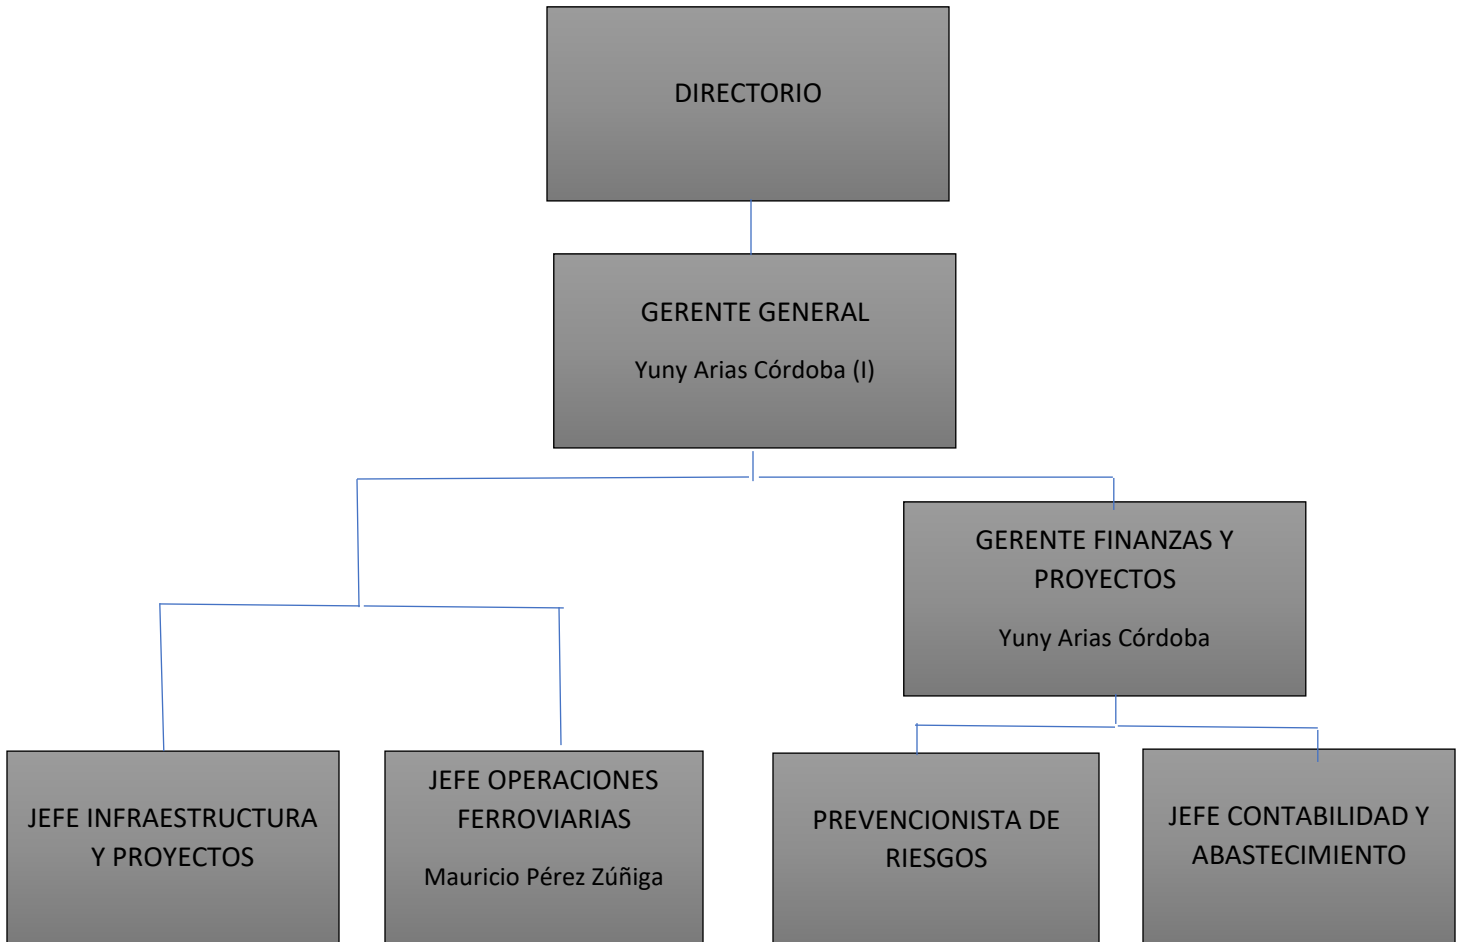 DIRECTORIO
GERENTE GENERAL
Yuny Arias Córdoba (I)
GERENTE FINANZAS Y
PROYECTOS
Yuny Arias Córdoba
JEFE INFRAESTRUCTURA
Y PROYECTOS
JEFE OPERACIONES
FERROVIARIAS
Mauricio Pérez Zúñiga
PREVENCIONISTA DE
RIESGOS
JEFE CONTABILIDAD Y
ABASTECIMIENTO